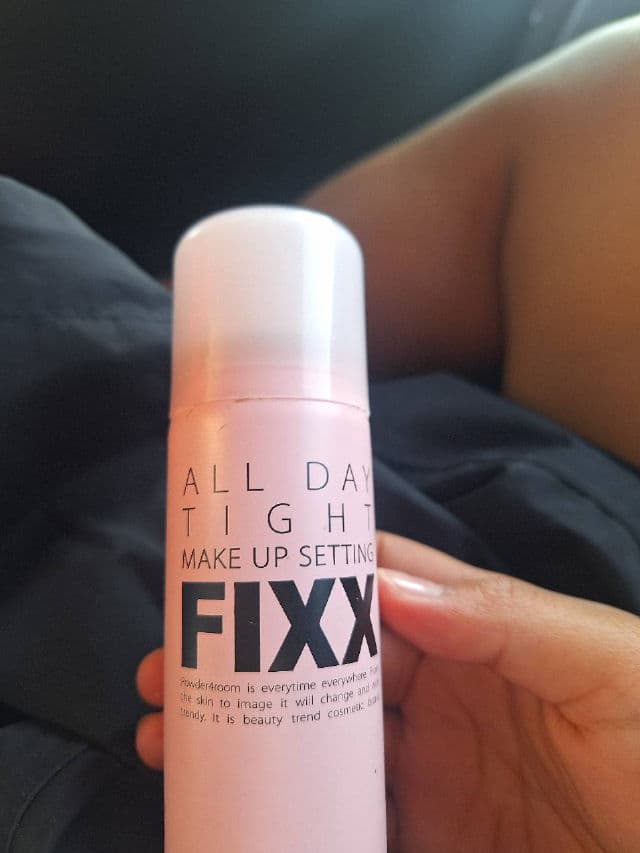 ALL DAY
TIGHT
MAKE UP SETTING
FIXX
Powder4room is everytime everywhere. From
the skin to image it will change and
trendy. It is beauty trend cosmetic